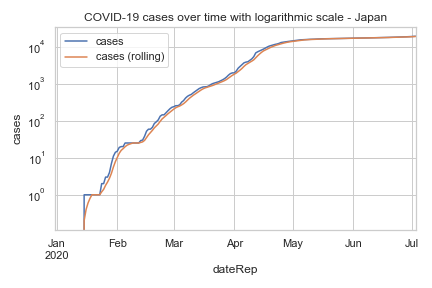 COVID-19 cases over time with logarithmic scale - Japan
cases
cases (rolling)
10⁴
10³
10²
10¹
10⁰
cases
Jan Feb Mar Apr May Jun Jul
2020
dateRep